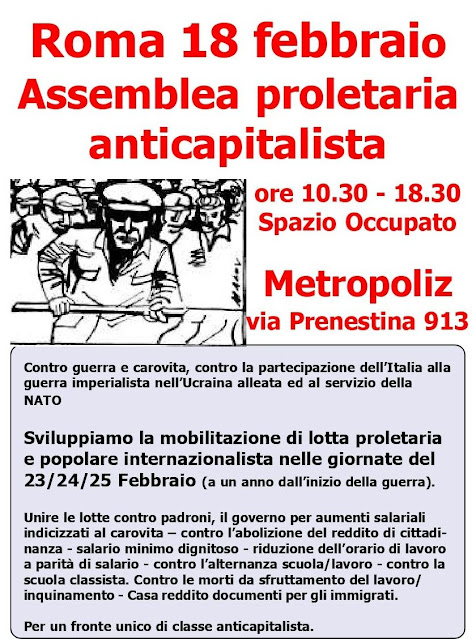 Roma 18 febbraio
Assemblea proletaria
anticapitalista
ore 10.30 - 18.30
Spazio Occupato
Metropoliz
via Prenestina 913
Contro guerra e carovita, contro la partecipazione dell'Italia alla
guerra imperialista nell'Ucraina alleata ed al servizio della
NATO
Sviluppiamo la mobilitazione di lotta proletaria
e popolare internazionalista nelle giornate del
23/24/25 Febbraio (a un anno dall'inizio della guerra).
Unire le lotte contro padroni, il governo per aumenti salariali
indicizzati al carovita – contro l'abolizione del reddito di cittadi-
nanza - salario minimo dignitoso - riduzione dell'orario di lavoro
a parità di salario - contro l'alternanza scuola/lavoro - contro la
scuola classista. Contro le morti da sfruttamento del lavoro/
inquinamento - Casa reddito documenti per gli immigrati.
Per un fronte unico di classe anticapitalista.